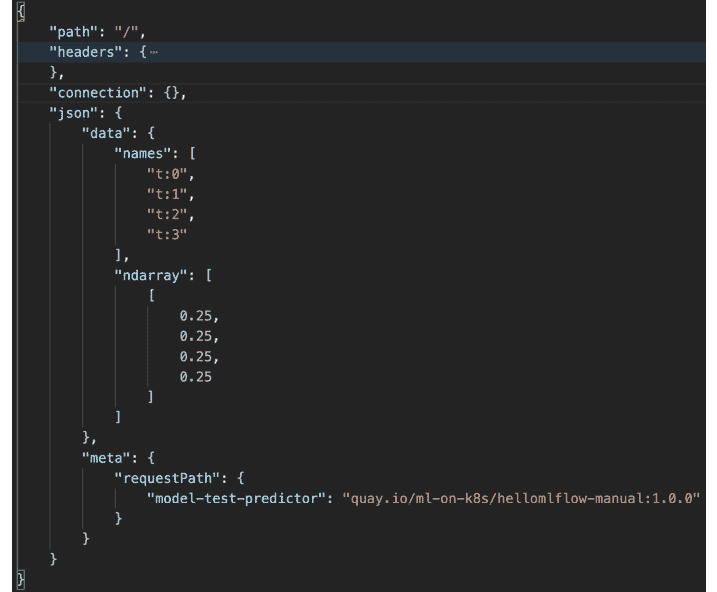 {
"path": "/",
"headers": {⋯
},
"connection": {},
"json": {
"data": {
"names": [
"t:0",
"t:1",
"t:2",
"t:3"
],
"ndarray": [
[
0.25,
0.25,
0.25,
0.25
]
]
},
"meta": {
"requestPath": {
"model-test-predictor": "quay.io/ml-on-k8s/hellomlflow-manual:1.0.0"
}
}
}
}